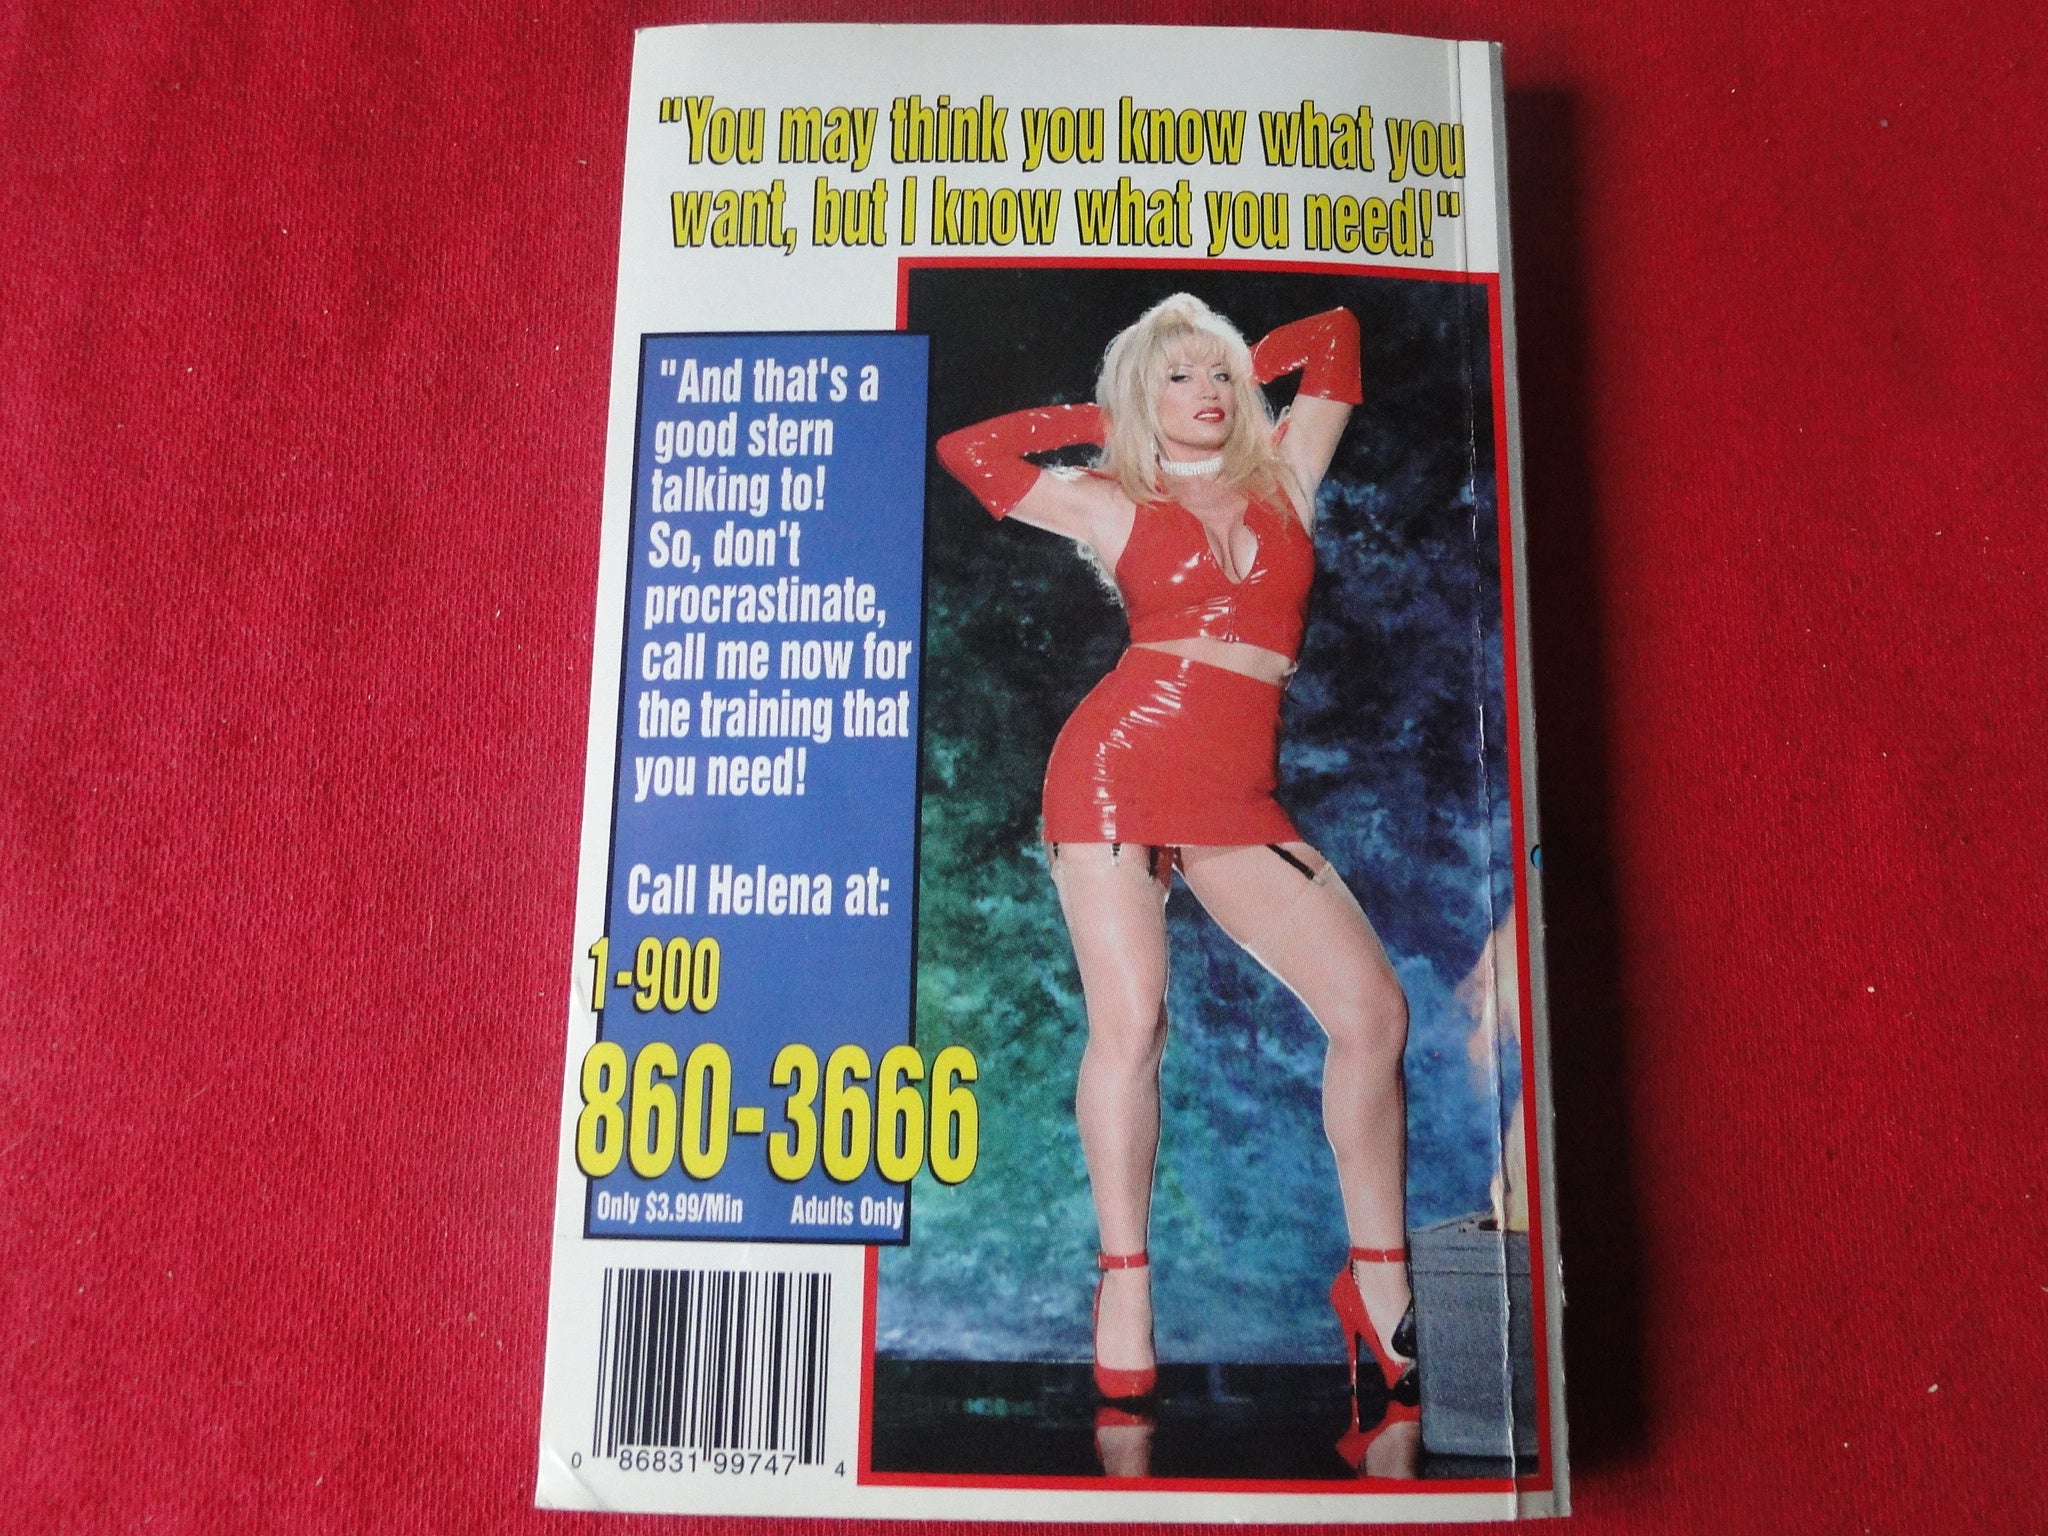 "You may think you know what you
want, but I know what you need!"
"And that's a
good stern
talking to!
So, don't
procrastinate,
call me now for
the training that
you need!
Call Helena at:
1-900
860-3666
Only $3.99/Min Adults Only
0 86831 99747 4